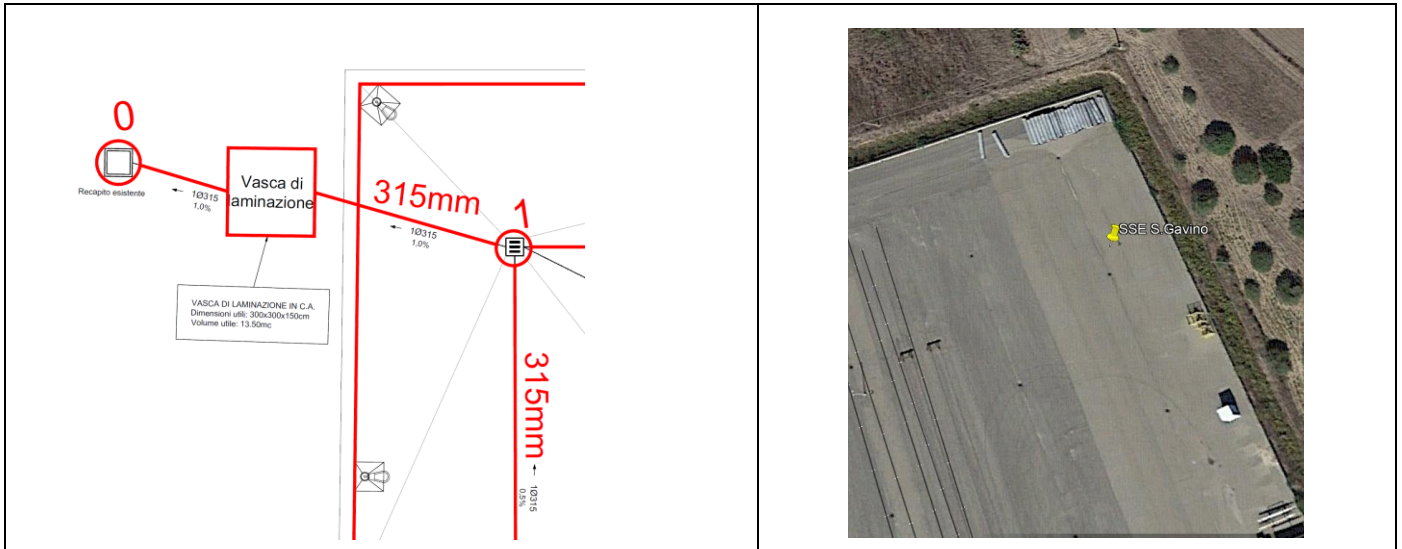 0
Recapito esistente
1Ø315
1,0%
Vasca di
laminazione
315mm
1Ø315
1,0%
1
VASCA DI LAMINAZIONE IN C.A.
Dimensioni utili: 300x300x150cm
Volume utile: 13.50mc
315mm
1Ø315
0,5%
SSE S.Gavino